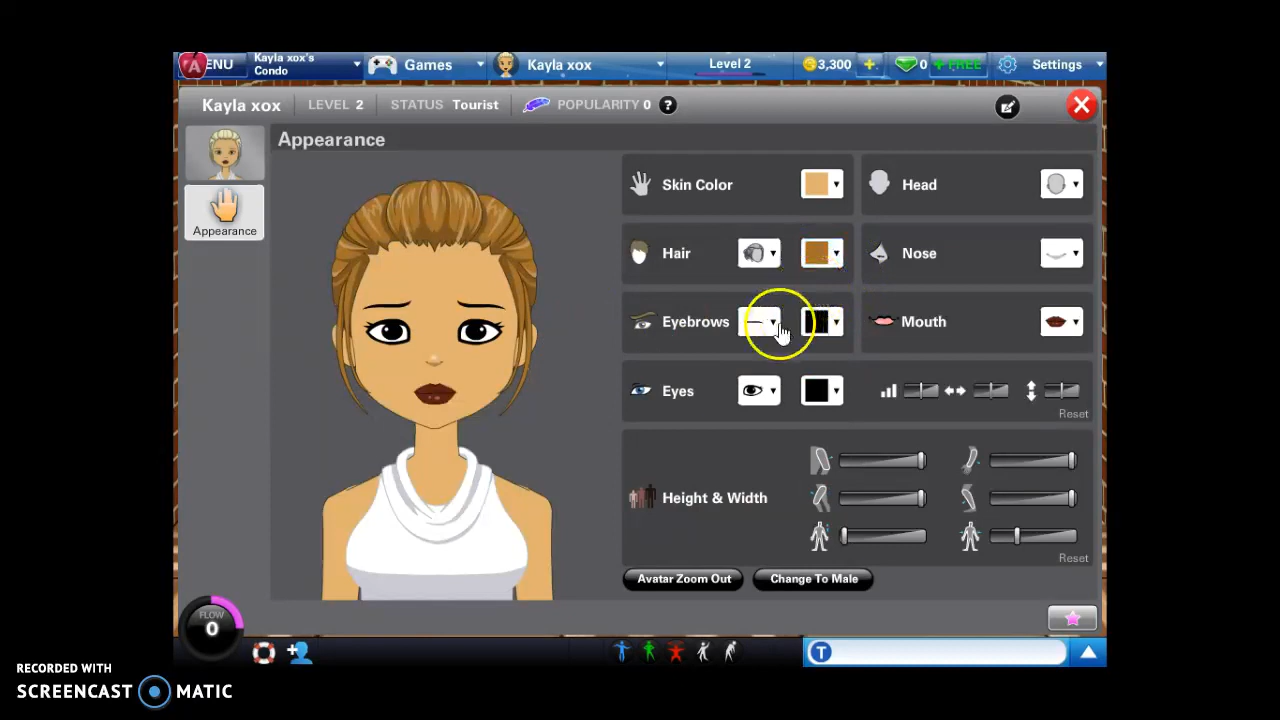 ENU
Kayla xox's
Condo
Games
Kayla xox
Level 2
3,300
+
0
+ FREE
Settings
Kayla xox
LEVEL 2
STATUS Tourist
POPULARITY 0
?
Appearance
Appearance
Skin Color
Head
Hair
Nose
Eyebrows
Mouth
Eyes
Reset
Height & Width
Reset
Avatar Zoom Out
Change To Male
FLOW
0
T
RECORDED WITH
SCREENCAST MATIC